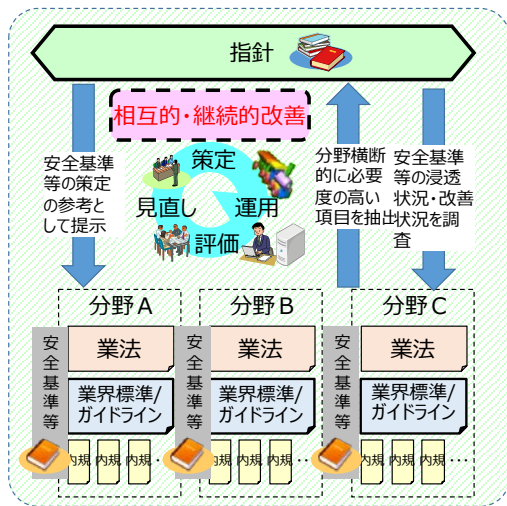 指針
相互的・継続的改善
安全基準
等の策定
の参考と
して提示
策定
見直し
運用
評価
分野横断
的に必要
度の高い
項目を抽出
安全基準
等の浸透
状況・改善
状況を調
査
分野A
安全基準等
業法
業界標準/
ガイドライン
内規 内規 内規 …
分野B
安全基準等
業法
業界標準/
ガイドライン
内規 内規 内規 …
分野C
安全基準等
業法
業界標準/
ガイドライン
内規 内規 内規 …